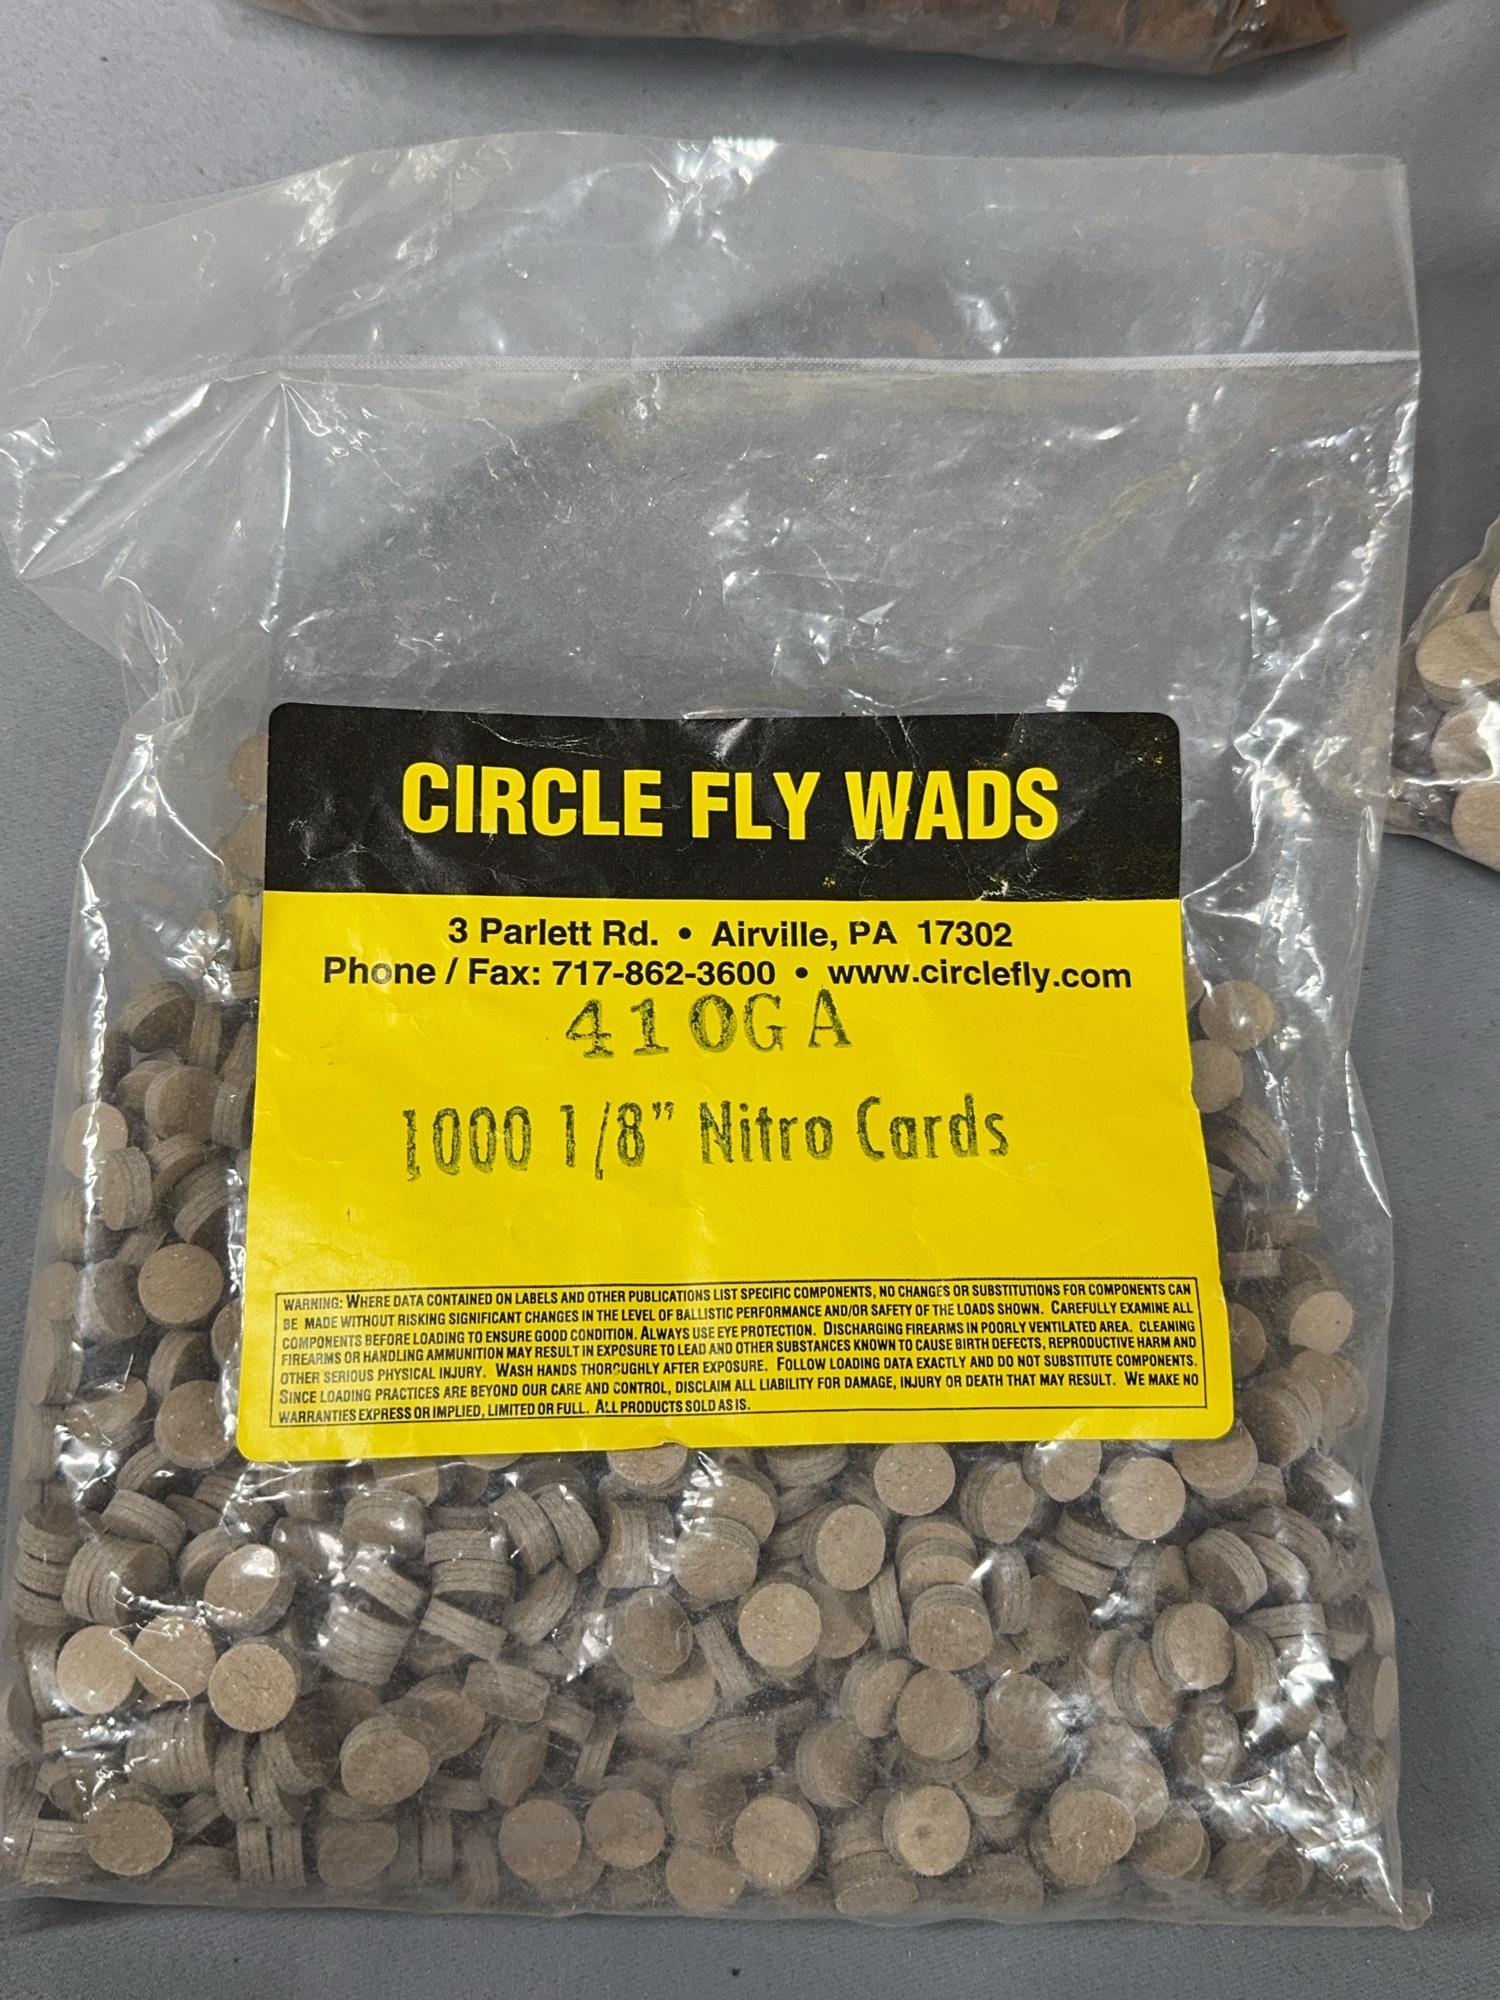 CIRCLE FLY WADS
3 Parlett Rd. • Airville, PA 17302
Phone / Fax: 717-862-3600 • www.circlefly.com
410GA
1000 1/8" Nitro Cards
WARNING: WHERE DATA CONTAINED ON LABELS AND OTHER PUBLICATIONS LIST SPECIFIC COMPONENTS, NO CHANGES OR SUBSTITUTIONS FOR COMPONENTS CAN
BE MADE WITHOUT RISKING SIGNIFICANT CHANGES IN THE LEVEL OF BALLISTIC PERFORMANCE AND/OR SAFETY OF THE LOADS SHOWN. CAREFULLY EXAMINE ALL
COMPONENTS BEFORE LOADING TO ENSURE GOOD CONDITION. ALWAYS USE EYE PROTECTION. DISCHARGING FIREARMS IN POORLY VENTILATED AREA. CLEANING
FIREARMS OR HANDLING AMMUNITION MAY RESULT IN EXPOSURE TO LEAD AND OTHER SUBSTANCES KNOWN TO CAUSE BIRTH DEFECTS, REPRODUCTIVE HARM AND
OTHER SERIOUS PHYSICAL INJURY. WASH HANDS THOROUGHLY AFTER EXPOSURE. FOLLOW LOADING DATA EXACTLY AND DO NOT SUBSTITUTE COMPONENTS.
SINCE LOADING PRACTICES ARE BEYOND OUR CARE AND CONTROL, DISCLAIM ALL LIABILITY FOR DAMAGE, INJURY OR DEATH THAT MAY RESULT. WE MAKE NO
WARRANTIES EXPRESS OR IMPLIED, LIMITED OR FULL. ALL PRODUCTS SOLD AS IS.